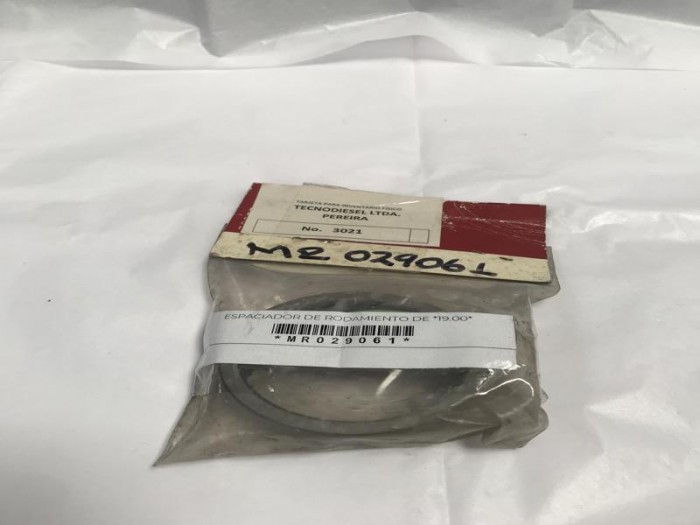 TARJETA PARA INVENTARIO FISICO
TECNODIESEL LTDA.
PEREIRA
No. 3021
MR 029061
ESPACIADOR DE RODAMIENTO DE *19.00*
*MR029061*